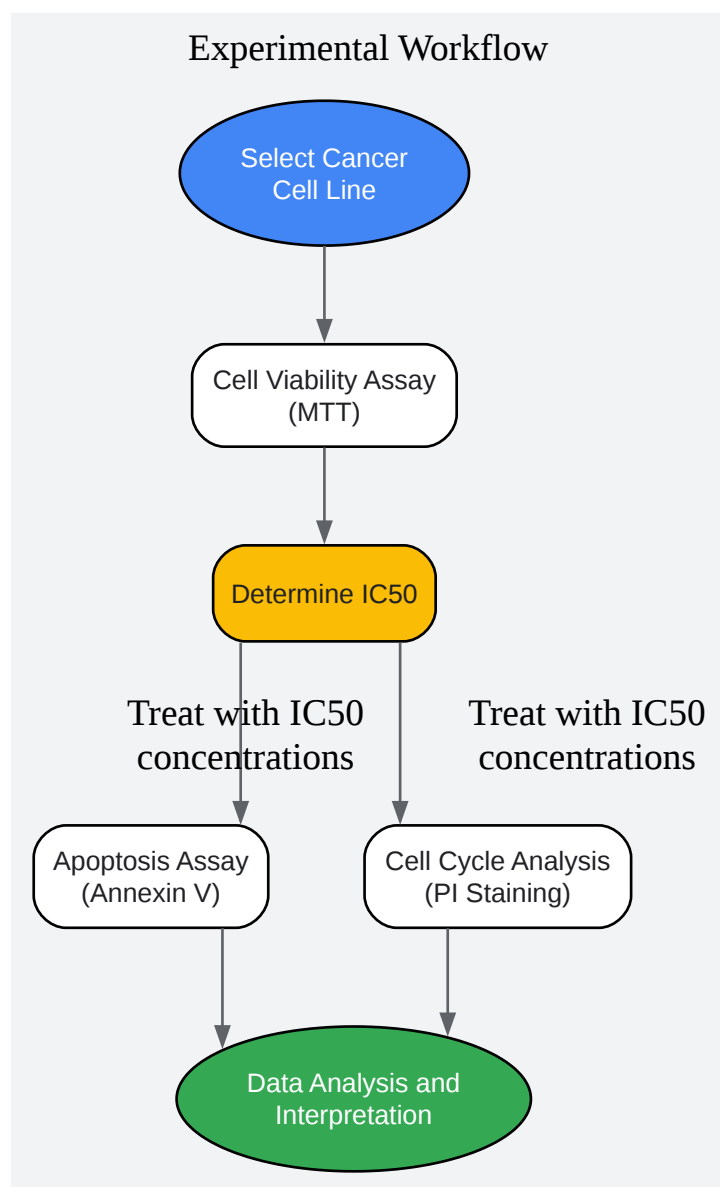 Experimental Workflow
Select Cancer
Cell Line
Cell Viability Assay
(MTT)
Determine IC50
Treat with IC50
concentrations
Treat with IC50
concentrations
Apoptosis Assay
(Annexin V)
Cell Cycle Analysis
(PI Staining)
Data Analysis and
Interpretation